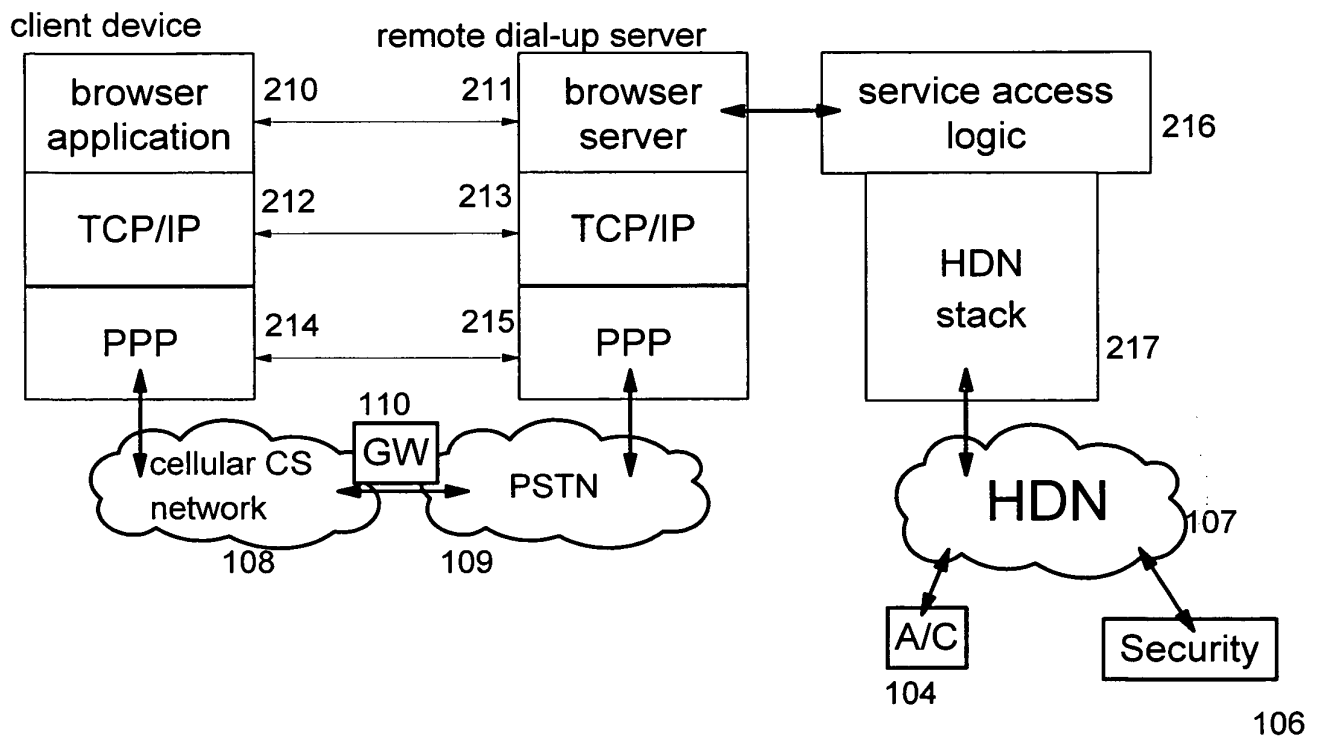 client device
remote dial-up server
browser
application
210
211
browser
server
service access
logic
216
TCP/IP
212
213
TCP/IP
HDN
stack
PPP
214
215
PPP
217
110
GW
cellular CS
network
PSTN
HDN
108
109
107
A/C
Security
104
106